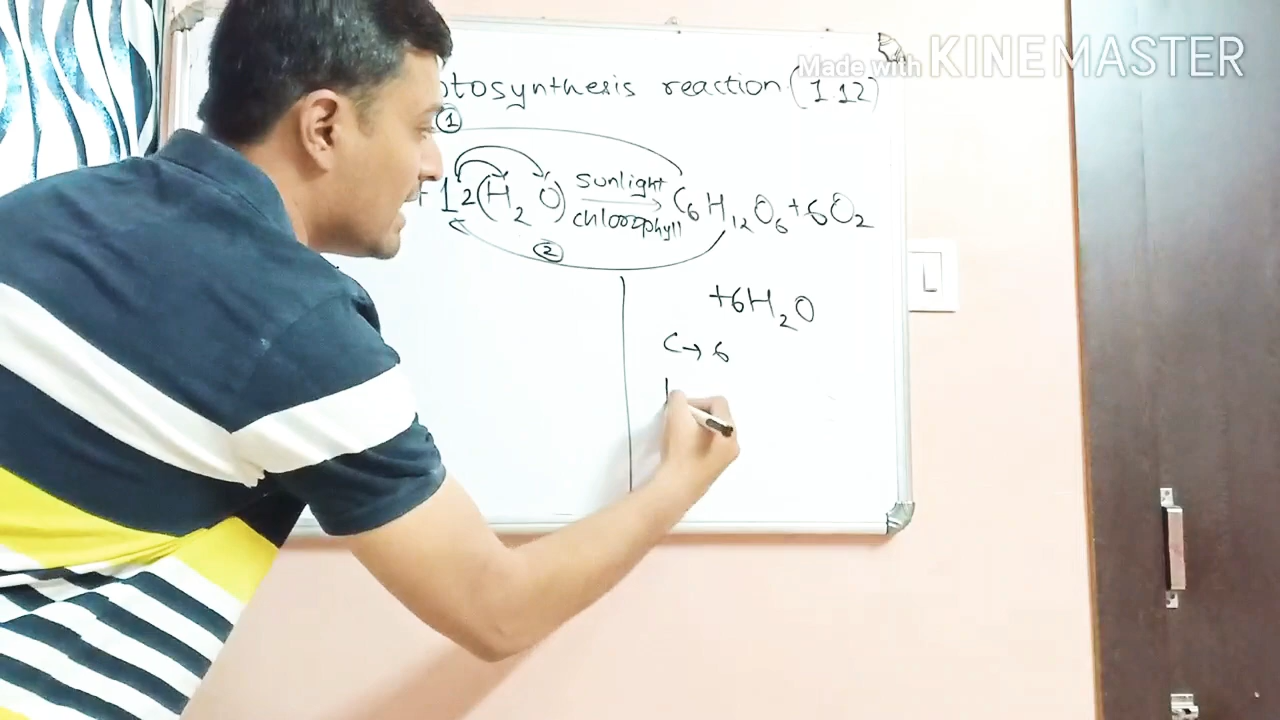 Made with KINEMASTER
otosynthesis reaction (1 12)
1
+ 12(H2O) sunlight → C6H12O6 + 6O2
chlorophyll
2
+6H2O
C → 6